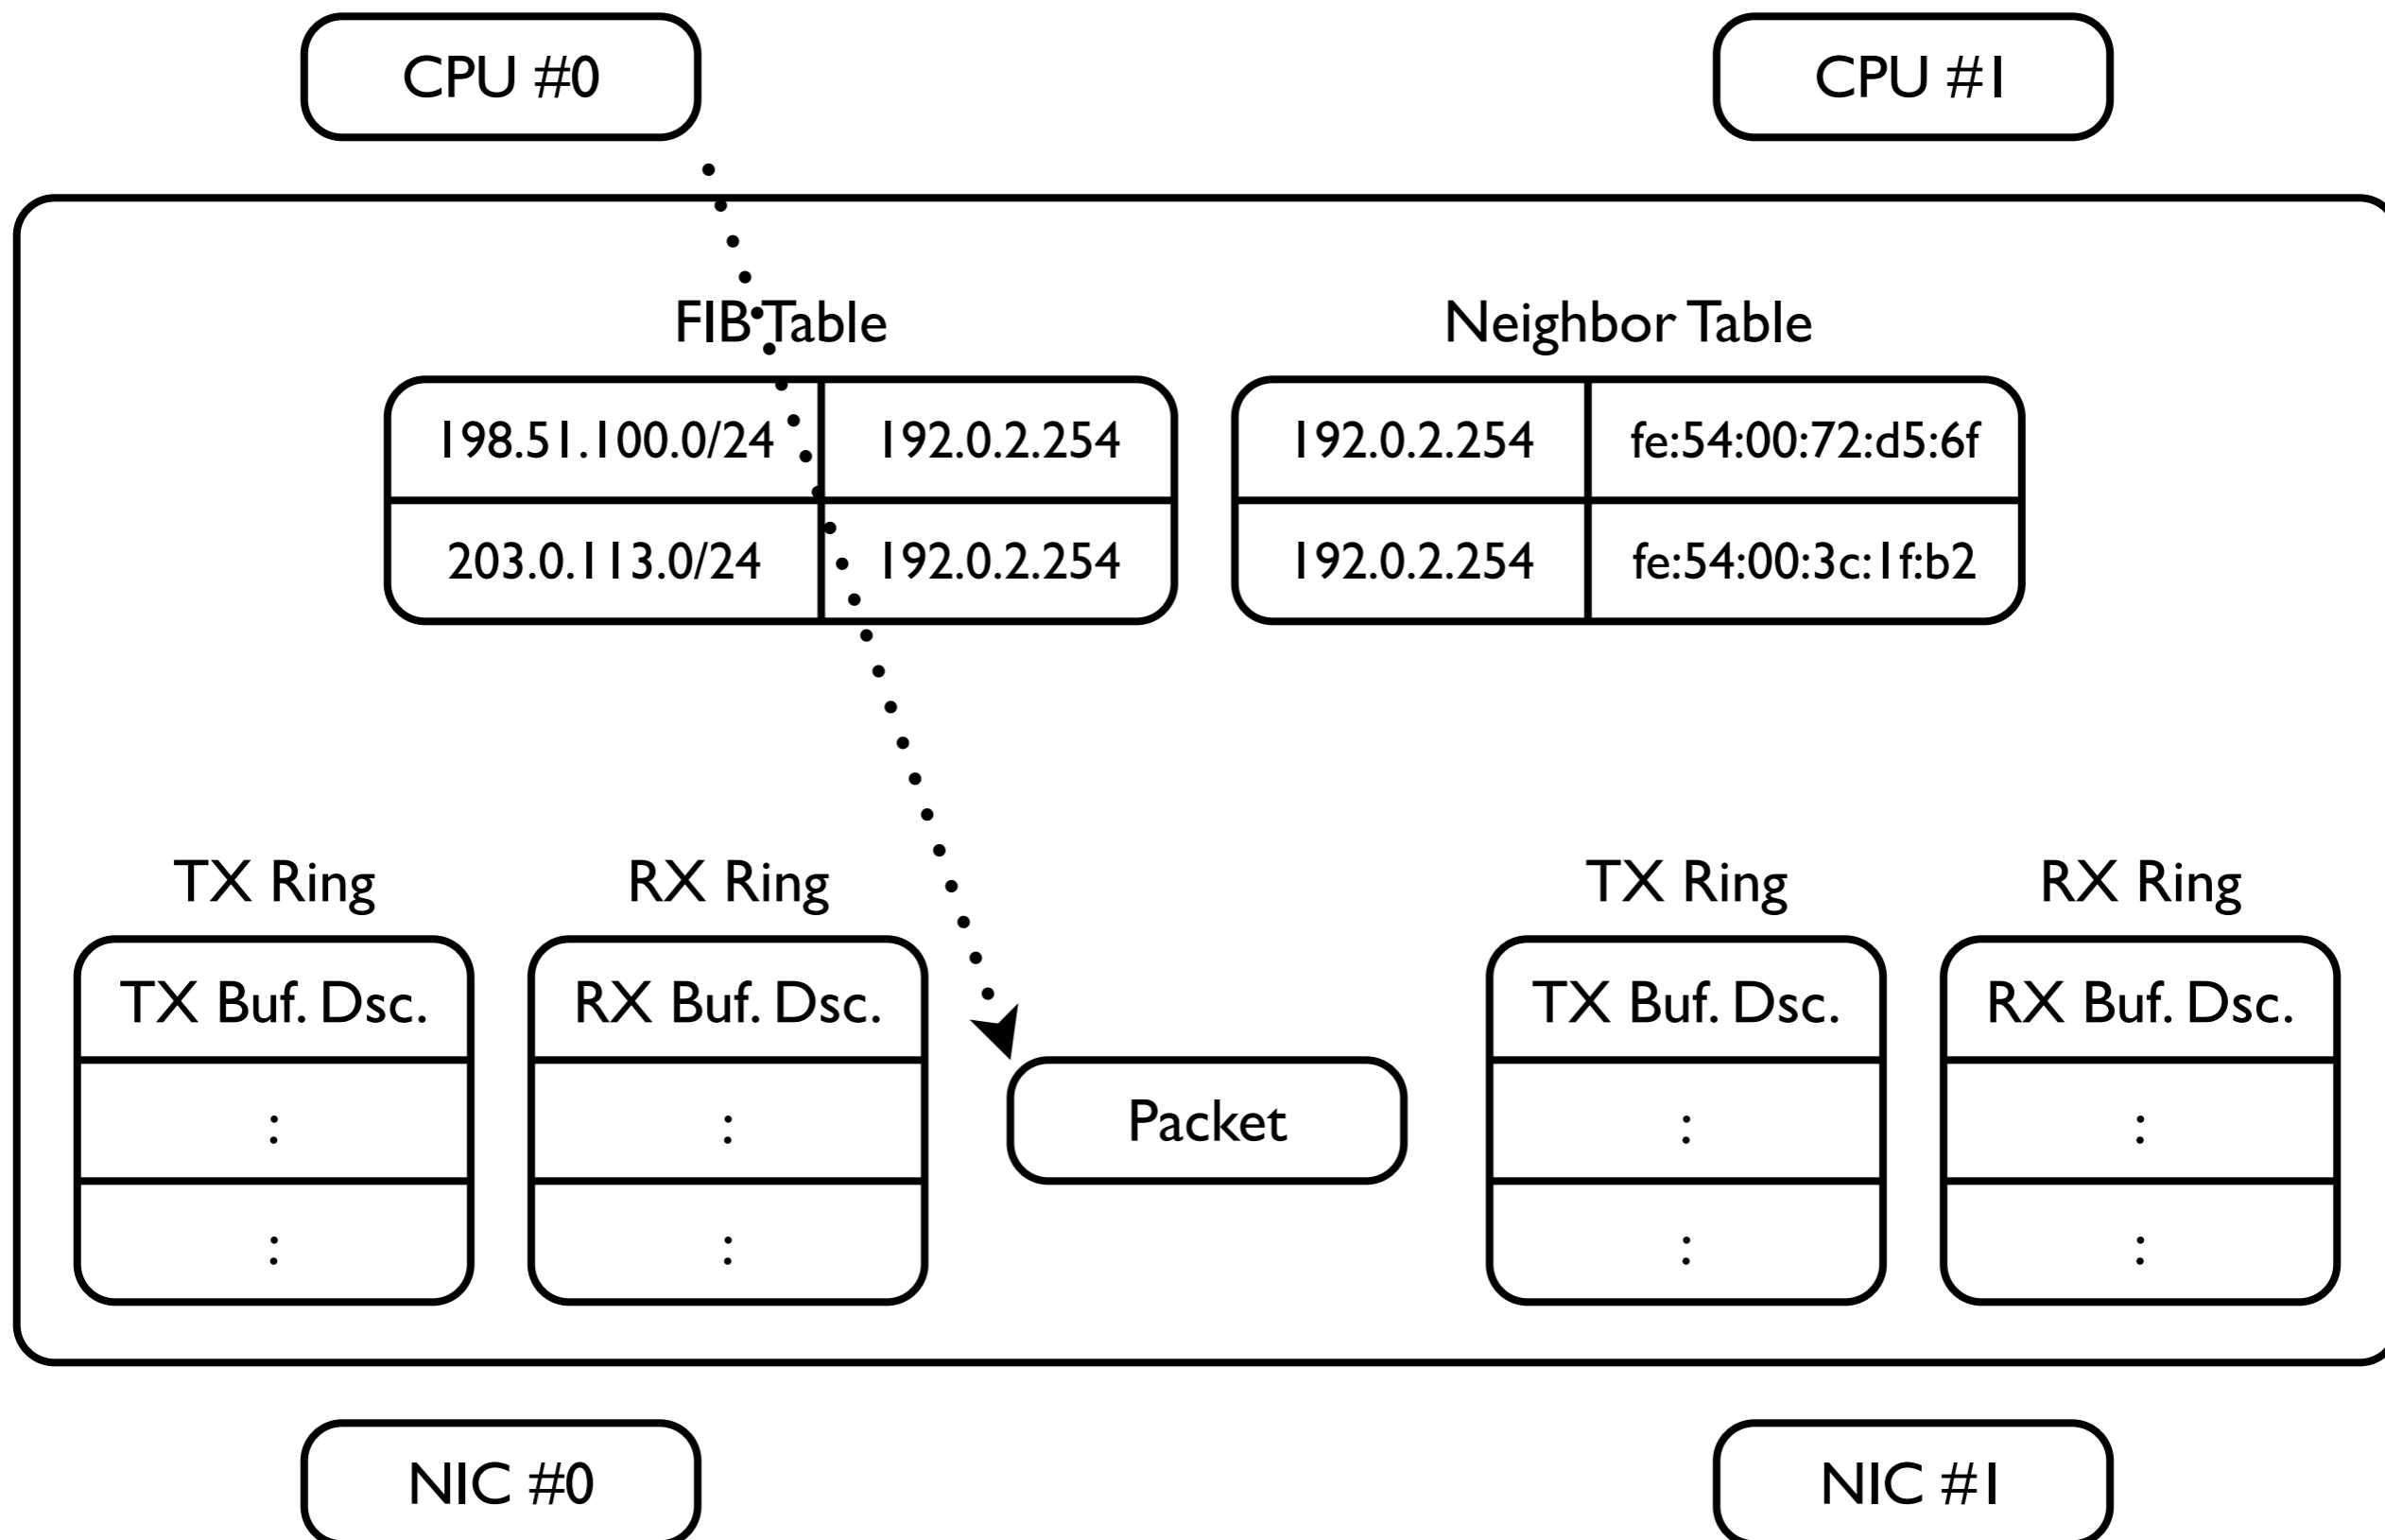 CPU #0
CPU #1
FIB Table
Neighbor Table
198.51.100.0/24 192.0.2.254
192.0.2.254 fe:54:00:72:d5:6f
203.0.113.0/24 192.0.2.254
192.0.2.254 fe:54:00:3c:1f:b2
TX Ring
RX Ring
TX Ring
RX Ring
TX Buf. Dsc.
RX Buf. Dsc.
TX Buf. Dsc.
RX Buf. Dsc.
:
:
Packet
:
:
:
:
:
:
NIC #0
NIC #1